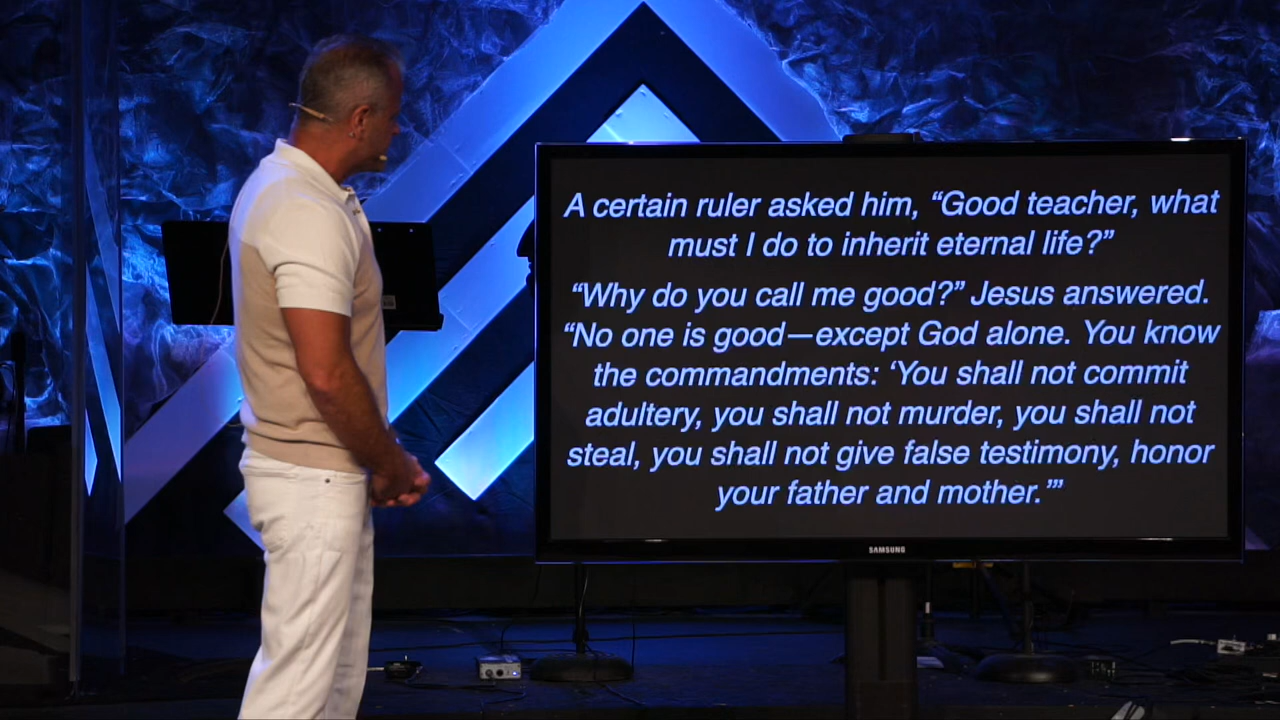 A certain ruler asked him, “Good teacher, what
must I do to inherit eternal life?”
“Why do you call me good?” Jesus answered.
“No one is good—except God alone. You know
the commandments: ‘You shall not commit
adultery, you shall not murder, you shall not
steal, you shall not give false testimony, honor
your father and mother.’”
SAMSUNG